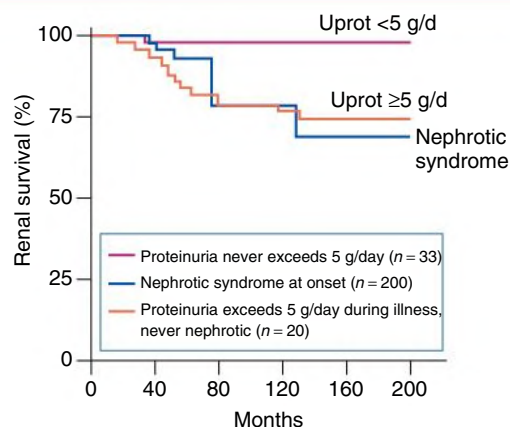 Uprot <5 g/d
100
75
50
25
0
Renal survival (%)
Uprot ≥5 g/d
Nephrotic
syndrome
Proteinuria never exceeds 5 g/day (n = 33)
Nephrotic syndrome at onset (n = 200)
Proteinuria exceeds 5 g/day during illness,
never nephrotic (n = 20)
0 40 80 120 160 200
Months